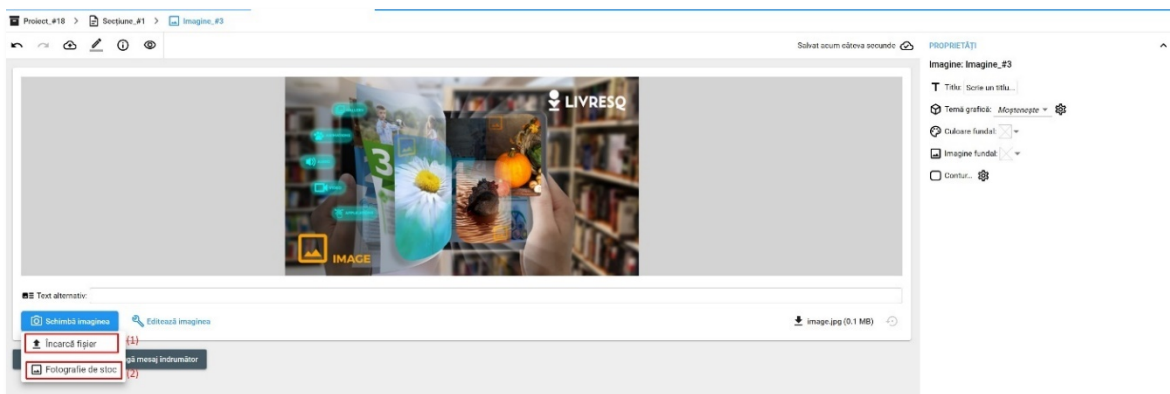 Proiect_#18 > Secțiune_#1 > Imagine_#3
Salvat acum câteva secunde
LIVRESQ
3
IMAGE
Text alternativ:
Schimbă imaginea
Editează imaginea
image.jpg (0.1 MB)
Încarcă fișier
(1)
gă mesaj îndrumător
Fotografie de stoc
(2)
PROPRIETĂȚI
Imagine: Imagine_#3
Titlu: Scrie un titlu...
Temă grafică: Moștenește
Culoare fundal:
Imagine fundal:
Contur...